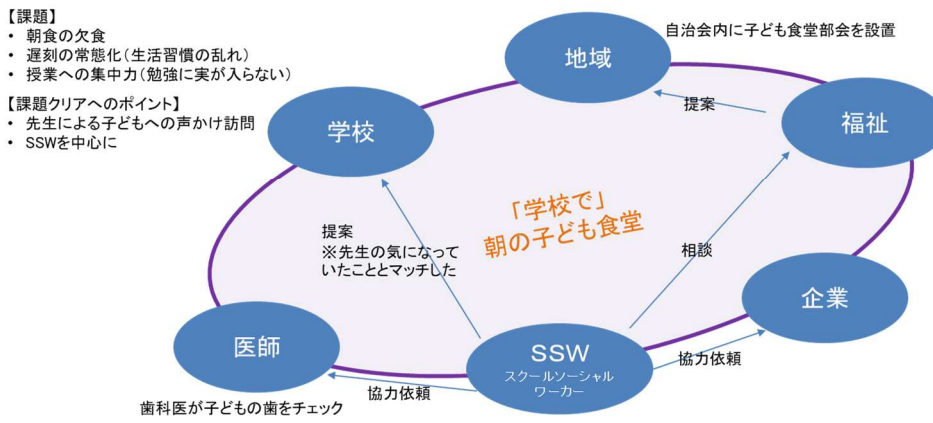 【課題】
• 朝食の欠食
• 遅刻の常態化(生活習慣の乱れ)
• 授業への集中力(勉強に実が入らない)
【課題クリアへのポイント】
• 先生による子どもへの声かけ訪問
• SSWを中心に
自治会内に子ども食堂部会を設置
地域
提案
福祉
学校
「学校で」
朝の子ども食堂
提案
※先生の気になって
いたこととマッチした
相談
企業
医師
SSW
スクールソーシャル
ワーカー
協力依頼
協力依頼
歯科医が子どもの歯をチェック